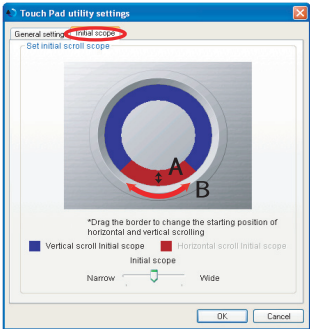 Touch Pad utility settings
General setting Initial scope
Set initial scroll scope
A
B
*Drag the border to change the starting position of
horizontal and vertical scrolling
Vertical scroll Initial scope Horizontal scroll Initial scope
Initial scope
Narrow Wide
OK Cancel